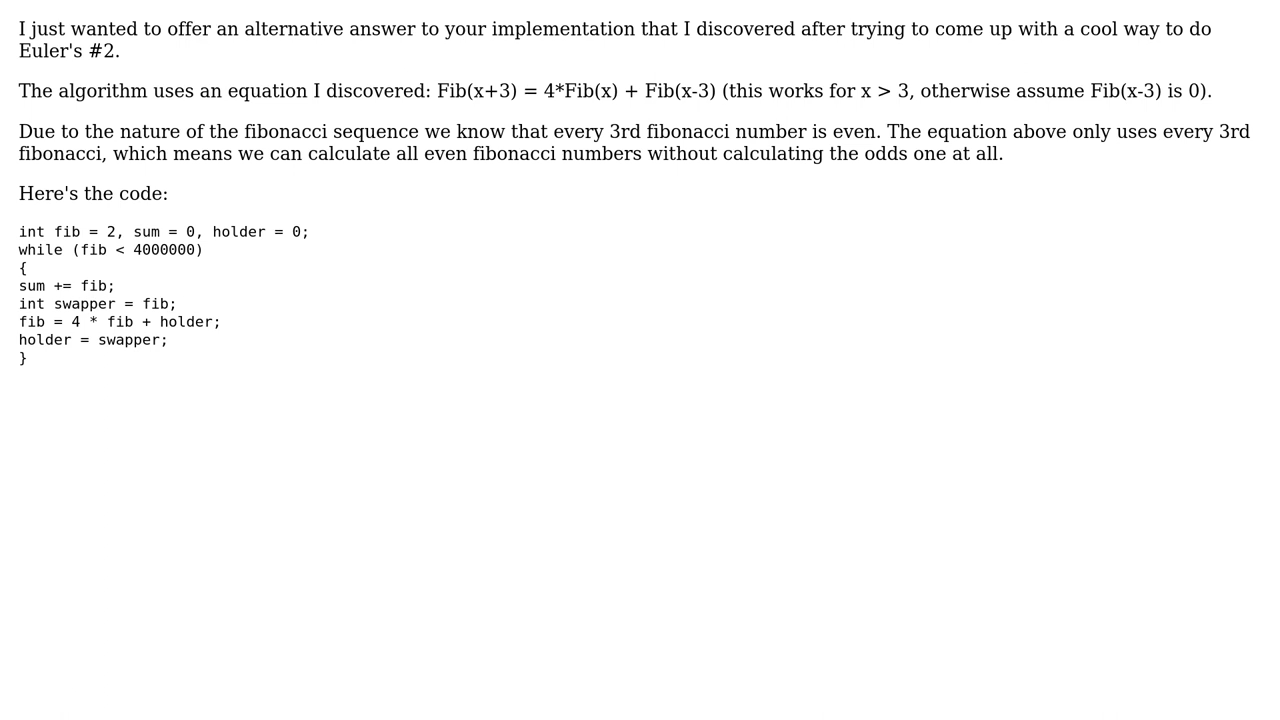 I just wanted to offer an alternative answer to your implementation that I discovered after trying to come up with a cool way to do
Euler's #2.
The algorithm uses an equation I discovered: Fib(x+3) = 4*Fib(x) + Fib(x-3) (this works for x > 3, otherwise assume Fib(x-3) is 0).
Due to the nature of the fibonacci sequence we know that every 3rd fibonacci number is even. The equation above only uses every 3rd
fibonacci, which means we can calculate all even fibonacci numbers without calculating the odds one at all.
Here's the code:
int fib = 2, sum = 0, holder = 0;
while (fib < 4000000)
{
sum += fib;
int swapper = fib;
fib = 4 * fib + holder;
holder = swapper;
}